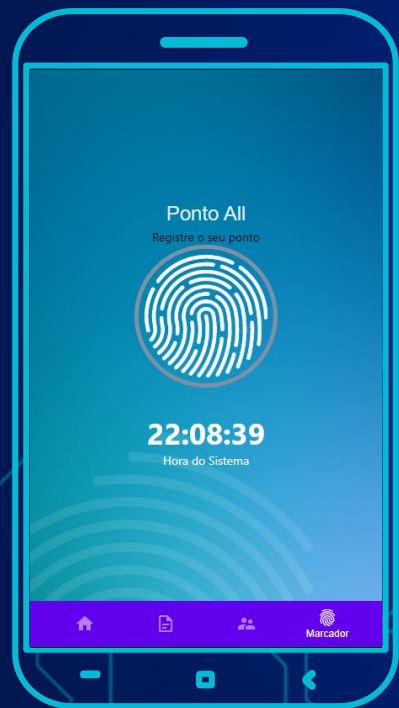 Ponto All
Registre o seu ponto
22:08:39
Hora do Sistema
Marcador